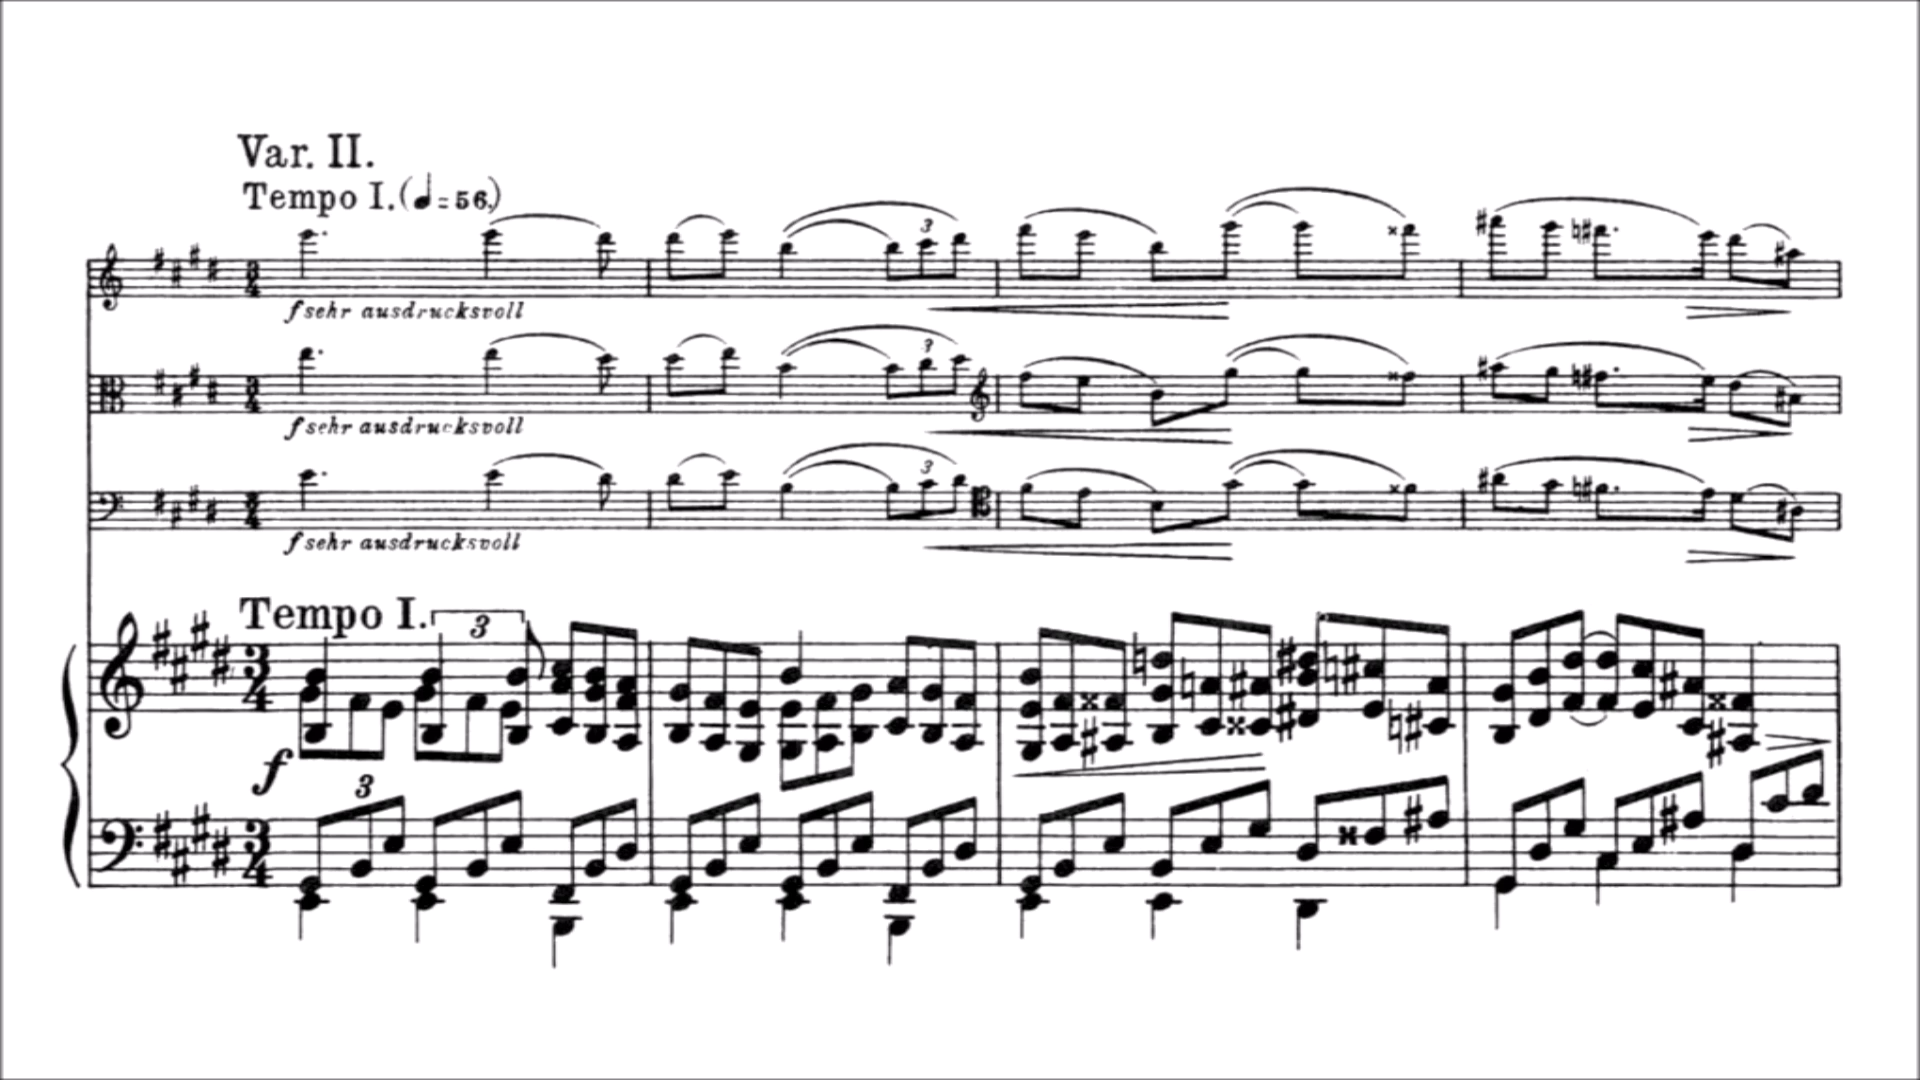 Var. II.
Tempo I. (♩=56.)
3
f sehr ausdrucksvoll
3
f sehr ausdrucksvoll
3
f sehr ausdrucksvoll
Tempo I.
3
f
3